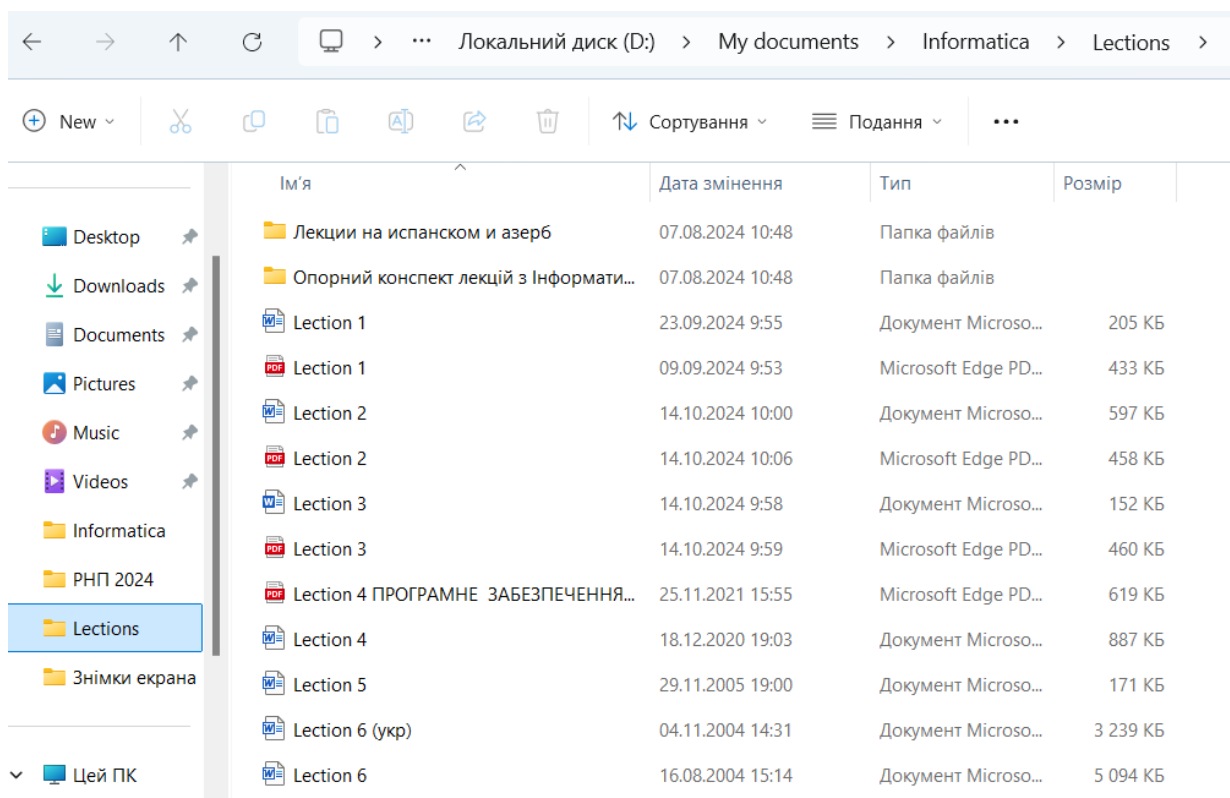 Локальний диск (D:) > My documents > Informatica > Lections >
New Сортування Подання
Ім'я Дата змінення Тип Розмір
Desktop
Downloads
Documents
Pictures
Music
Videos
Informatica
РНП 2024
Lections
Знімки екрана
Цей ПК
Лекции на испанском и азерб 07.08.2024 10:48 Папка файлів
Опорний конспект лекцій з Інформати... 07.08.2024 10:48 Папка файлів
Lection 1 23.09.2024 9:55 Документ Microso... 205 КБ
PDF Lection 1 09.09.2024 9:53 Microsoft Edge PD... 433 КБ
Lection 2 14.10.2024 10:00 Документ Microso... 597 КБ
PDF Lection 2 14.10.2024 10:06 Microsoft Edge PD... 458 КБ
Lection 3 14.10.2024 9:58 Документ Microso... 152 КБ
PDF Lection 3 14.10.2024 9:59 Microsoft Edge PD... 460 КБ
PDF Lection 4 ПРОГРАМНЕ ЗАБЕЗПЕЧЕННЯ... 25.11.2021 15:55 Microsoft Edge PD... 619 КБ
Lection 4 18.12.2020 19:03 Документ Microso... 887 КБ
Lection 5 29.11.2005 19:00 Документ Microso... 171 КБ
Lection 6 (укр) 04.11.2004 14:31 Документ Microso... 3 239 КБ
Lection 6 16.08.2004 15:14 Документ Microso... 5 094 КБ